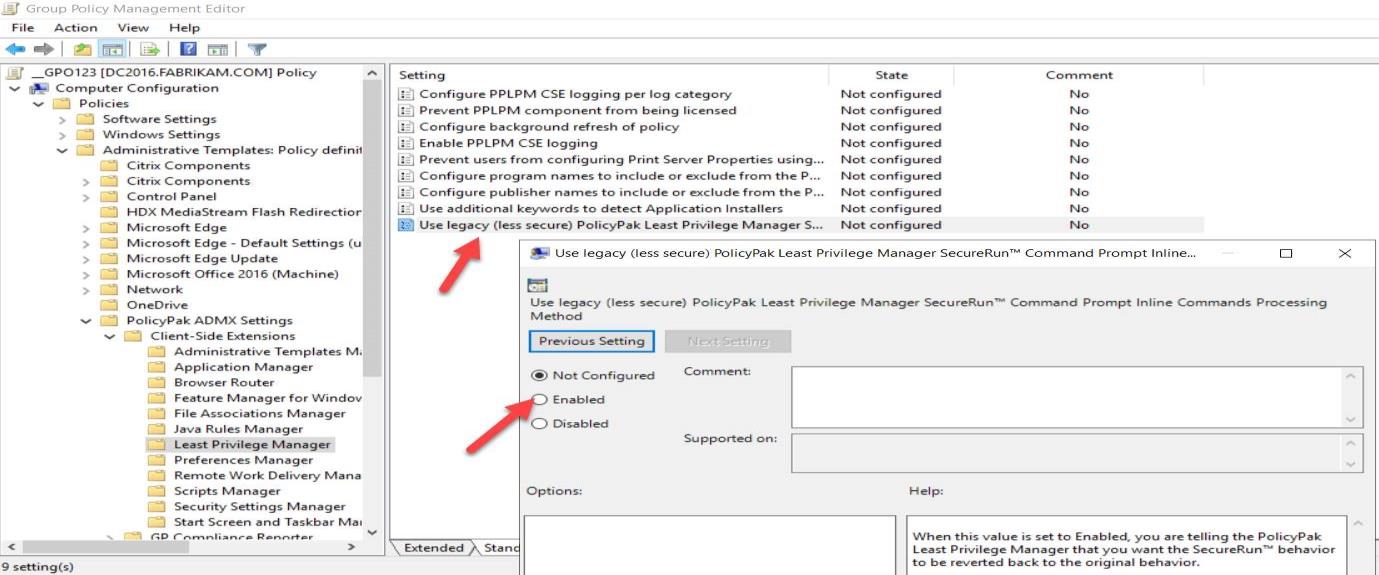 Group Policy Management Editor
File Action View Help
__GPO123 [DC2016.FABRIKAM.COM] Policy
Computer Configuration
Policies
Software Settings
Windows Settings
Administrative Templates: Policy definit
Citrix Components
Citrix Components
Control Panel
HDX MediaStream Flash Redirection
Microsoft Edge
Microsoft Edge - Default Settings (u
Microsoft Edge Update
Microsoft Office 2016 (Machine)
Network
OneDrive
PolicyPak ADMX Settings
Client-Side Extensions
Administrative Templates Ma
Application Manager
Browser Router
Feature Manager for Window
File Associations Manager
Java Rules Manager
Least Privilege Manager
Preferences Manager
Remote Work Delivery Mana
Scripts Manager
Security Settings Manager
Start Screen and Taskbar Ma
GP Compliance Reporter
Setting State Comment
Configure PPLPM CSE logging per log category Not configured No
Prevent PPLPM component from being licensed Not configured No
Configure background refresh of policy Not configured No
Enable PPLPM CSE logging Not configured No
Prevent users from configuring Print Server Properties using... Not configured No
Configure program names to include or exclude from the P... Not configured No
Configure publisher names to include or exclude from the P... Not configured No
Use additional keywords to detect Application Installers Not configured No
Use legacy (less secure) PolicyPak Least Privilege Manager S... Not configured No
Use legacy (less secure) PolicyPak Least Privilege Manager SecureRun™ Command Prompt Inline...
Use legacy (less secure) PolicyPak Least Privilege Manager SecureRun™ Command Prompt Inline Commands Processing
Method
Previous Setting Next Setting
Not Configured Comment:
Enabled
Disabled
Supported on:
Options: Help:
When this value is set to Enabled, you are telling the PolicyPak
Least Privilege Manager that you want the SecureRun™ behavior
to be reverted back to the original behavior.
Extended Stand
9 setting(s)